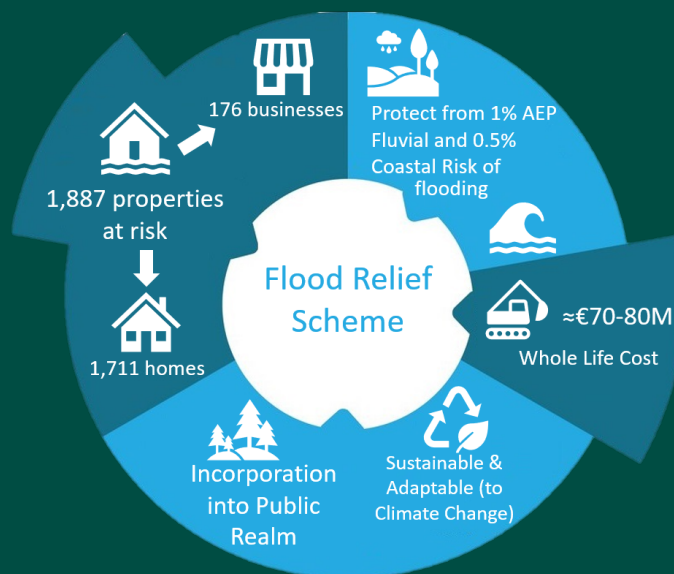 Flood Relief
Scheme
176 businesses
1,887 properties
at risk
1,711 homes
Protect from 1% AEP
Fluvial and 0.5%
Coastal Risk of
flooding
≈€70-80M
Whole Life Cost
Sustainable &
Adaptable (to
Climate Change)
Incorporation
into Public
Realm